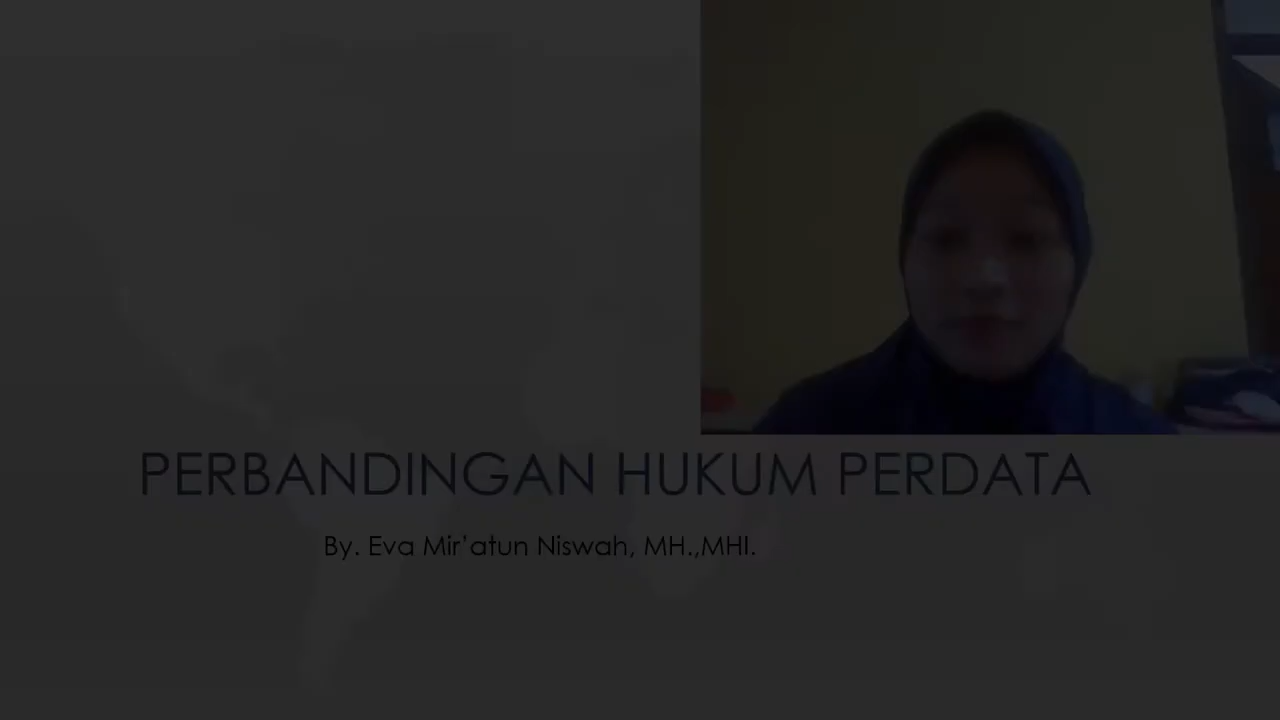 PERBANDINGAN HUKUM PERDATA
By. Eva Mir’atun Niswah, MH.,MHI.